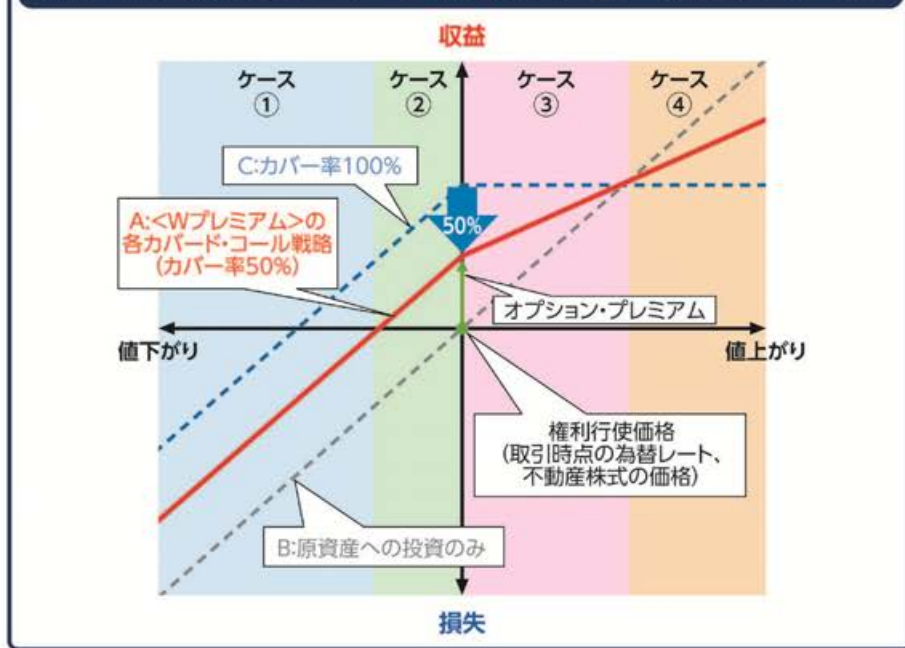 収益
ケース
①
ケース
②
ケース
③
ケース
④
C:カバー率100%
A:<Wプレミアム>の
各カバード・コール戦略
(カバー率50%)
50%
オプション・プレミアム
値下がり
値上がり
権利行使価格
(取引時点の為替レート、
不動産株式の価格)
B:原資産への投資のみ
損失